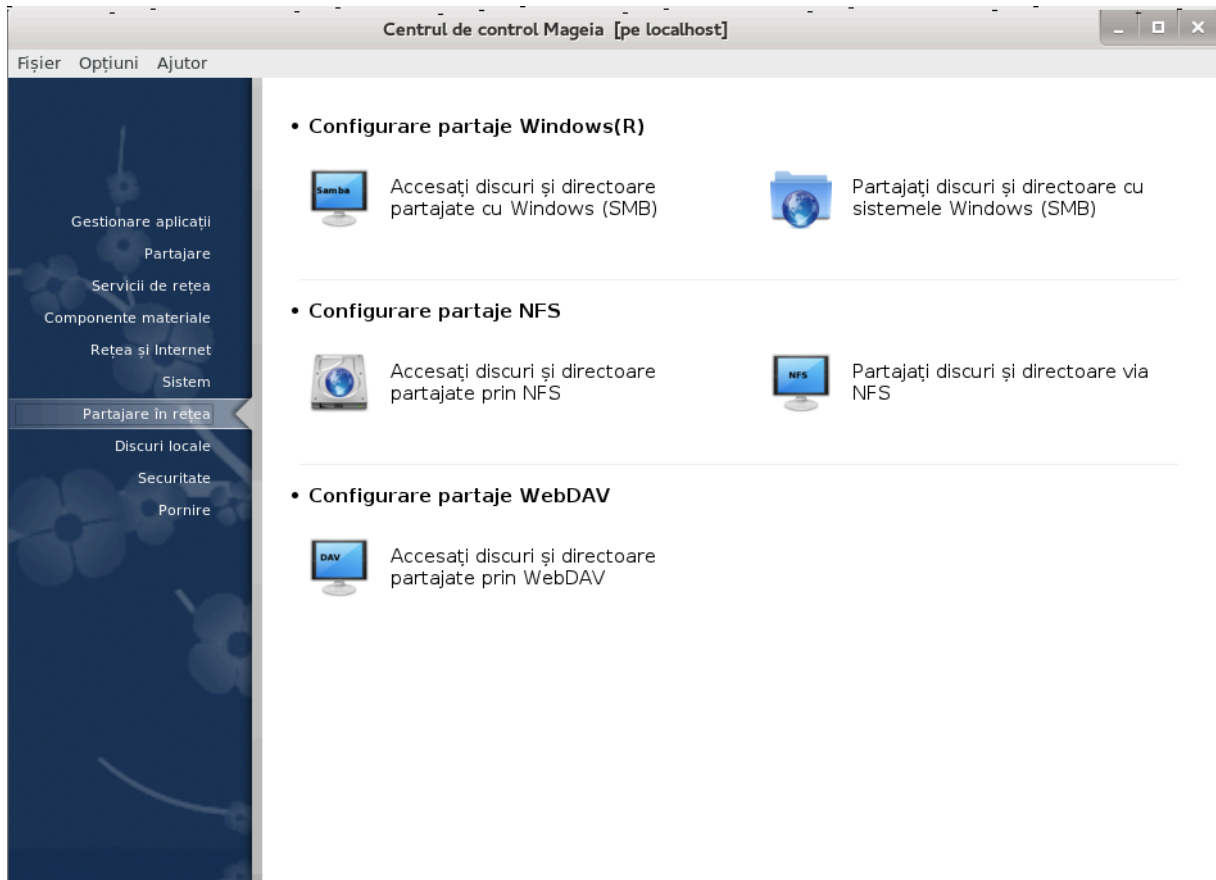 Centrul de control Mageia [pe localhost]
Fișier Opțiuni Ajutor
Gestionare aplicații
Partajare
Servicii de rețea
Componente materiale
Rețea și Internet
Sistem
Partajare în rețea
Discuri locale
Securitate
Pornire
• Configurare partaje Windows(R)
Samba
Accesați discuri și directoare
partajate cu Windows (SMB)
Partajați discuri și directoare cu
sistemele Windows (SMB)
• Configurare partaje NFS
Accesați discuri și directoare
partajate prin NFS
NFS
Partajați discuri și directoare via
NFS
• Configurare partaje WebDAV
DAV
Accesați discuri și directoare
partajate prin WebDAV